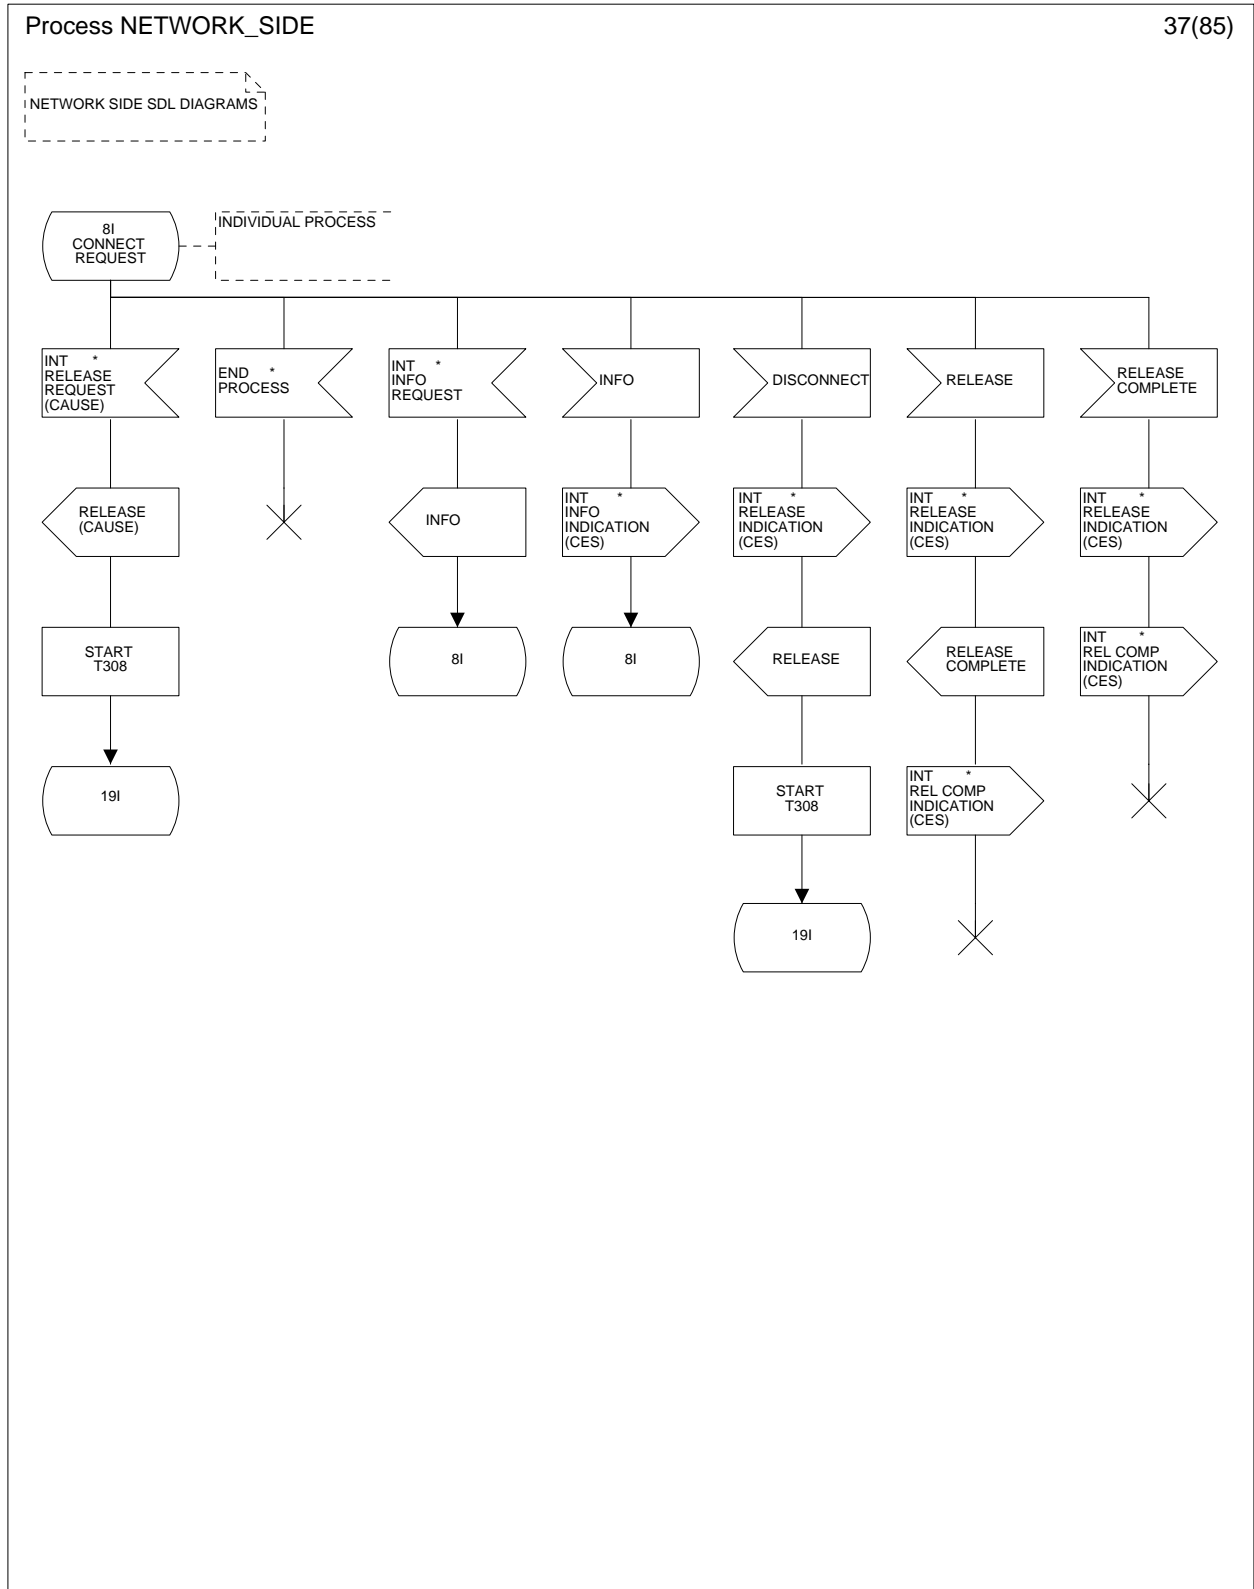 Process NETWORK_SIDE
37(85)
NETWORK SIDE SDL DIAGRAMS
8I
CONNECT
REQUEST
INDIVIDUAL PROCESS
INT *
RELEASE
REQUEST
(CAUSE)
END *
PROCESS
INT *
INFO
REQUEST
INFO
DISCONNECT
RELEASE
RELEASE
COMPLETE
RELEASE
(CAUSE)
INFO
INT *
INFO
INDICATION
(CES)
INT *
RELEASE
INDICATION
(CES)
INT *
RELEASE
INDICATION
(CES)
INT *
RELEASE
INDICATION
(CES)
START
T308
8I
8I
RELEASE
RELEASE
COMPLETE
INT *
REL COMP
INDICATION
(CES)
19I
START
T308
INT *
REL COMP
INDICATION
(CES)
19I